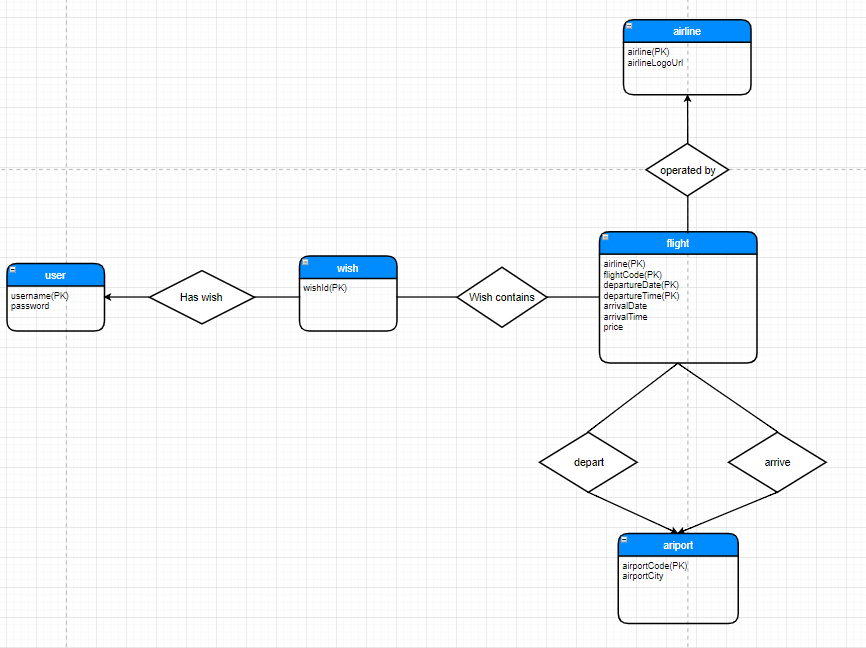 airline
airline(PK)
airlineLogoUrl
operated by
flight
airline(PK)
flightCode(PK)
departureDate(PK)
departureTime(PK)
arrivalDate
arrivalTime
price
user
username(PK)
password
Has wish
wish
wishId(PK)
Wish contains
depart
arrive
ariport
airportCode(PK)
airportCity